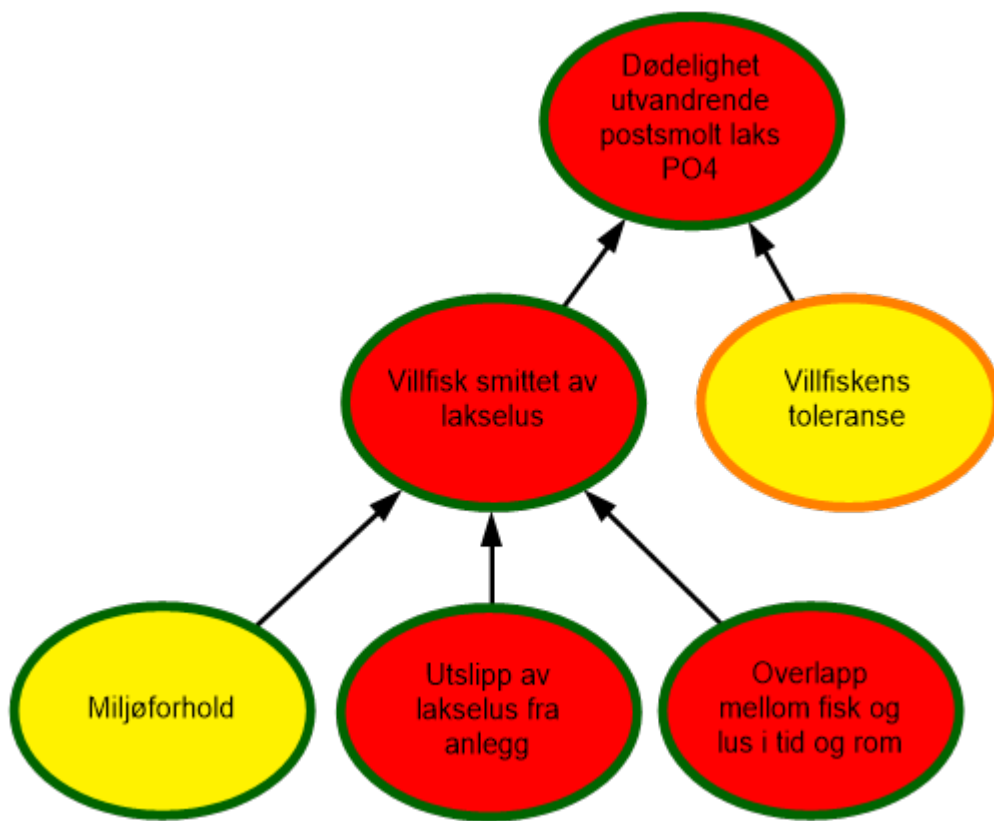 Dødelighet
utvandrende
postsmolt laks
PO4
Villfisk smittet av
lakselus
Villfiskens
toleranse
Miljøforhold
Utslipp av
lakselus fra
anlegg
Overlapp
mellom fisk og
lus i tid og rom